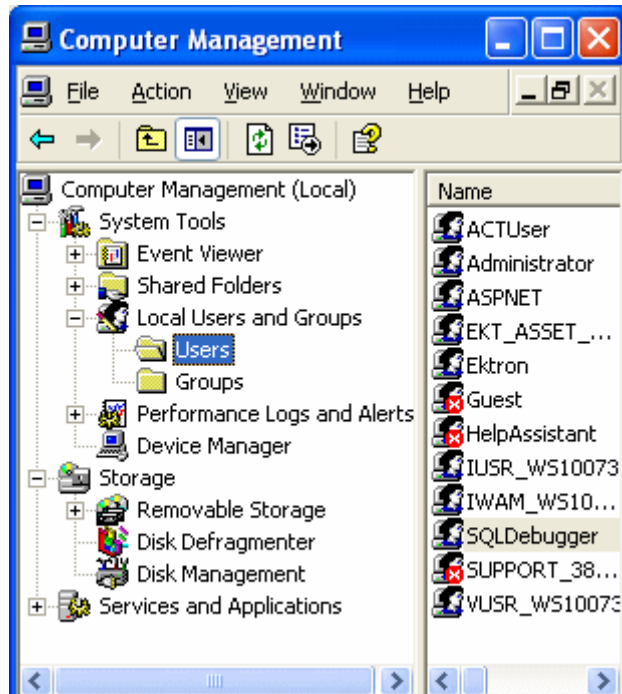 Computer Management
File Action View Window Help
Computer Management (Local)
System Tools
Event Viewer
Shared Folders
Local Users and Groups
Users
Groups
Performance Logs and Alerts
Device Manager
Storage
Removable Storage
Disk Defragmenter
Disk Management
Services and Applications
Name
ACTUser
Administrator
ASPNET
EKT_ASSET_...
Ektron
Guest
HelpAssistant
IUSR_WS10073
IWAM_WS10...
SQLDebugger
SUPPORT_38...
VUSR_WS10073